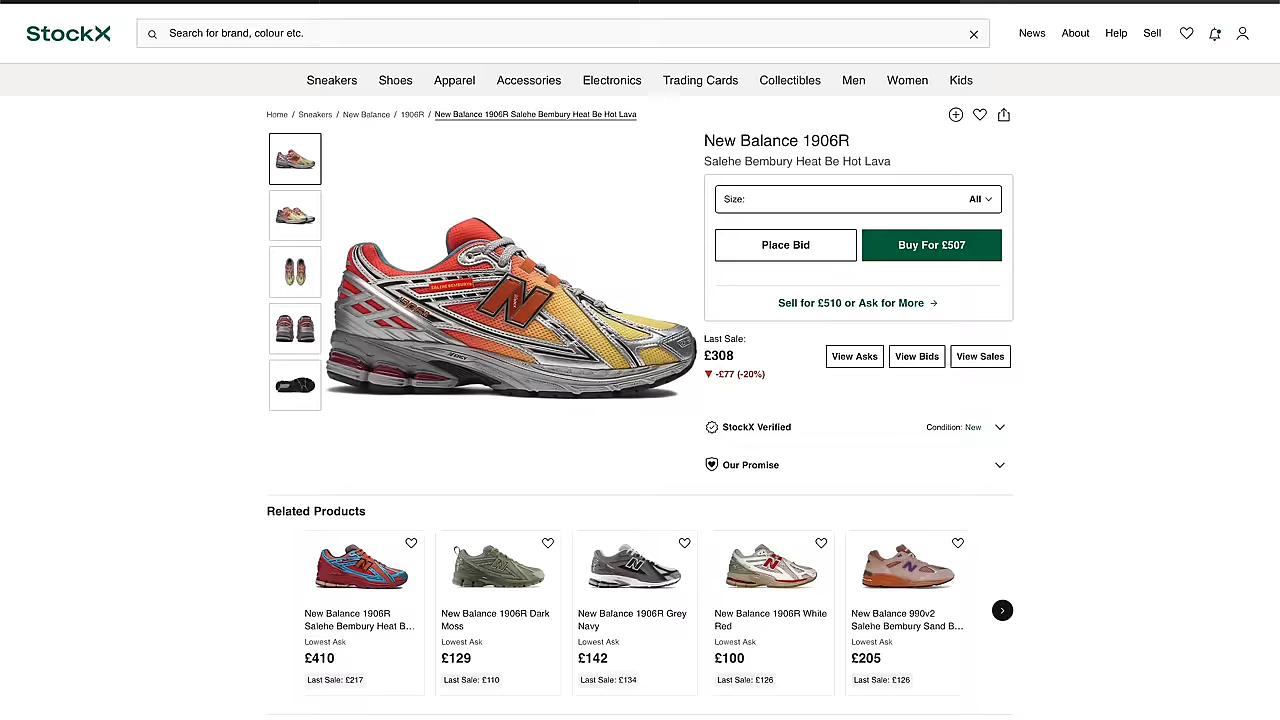 StockX
Search for brand, colour etc.
News About Help Sell
Sneakers Shoes Apparel Accessories Electronics Trading Cards Collectibles Men Women Kids
Home / Sneakers / New Balance / 1906R / New Balance 1906R Salehe Bembury Heat Be Hot Lava
New Balance 1906R
Salehe Bembury Heat Be Hot Lava
Size: All
Place Bid
Buy For £507
Sell for £510 or Ask for More →
SALEHE BEMBURY
N
Last Sale:
£308
▼ -£77 (-20%)
View Asks
View Bids
View Sales
StockX Verified
Condition: New
Our Promise
Related Products
New Balance 1906R
Salehe Bembury Heat B...
Lowest Ask
£410
Last Sale: £217
New Balance 1906R Dark
Moss
Lowest Ask
£129
Last Sale: £110
New Balance 1906R Grey
Navy
Lowest Ask
£142
Last Sale: £134
New Balance 1906R White
Red
Lowest Ask
£100
Last Sale: £126
New Balance 990v2
Salehe Bembury Sand B...
Lowest Ask
£205
Last Sale: £126